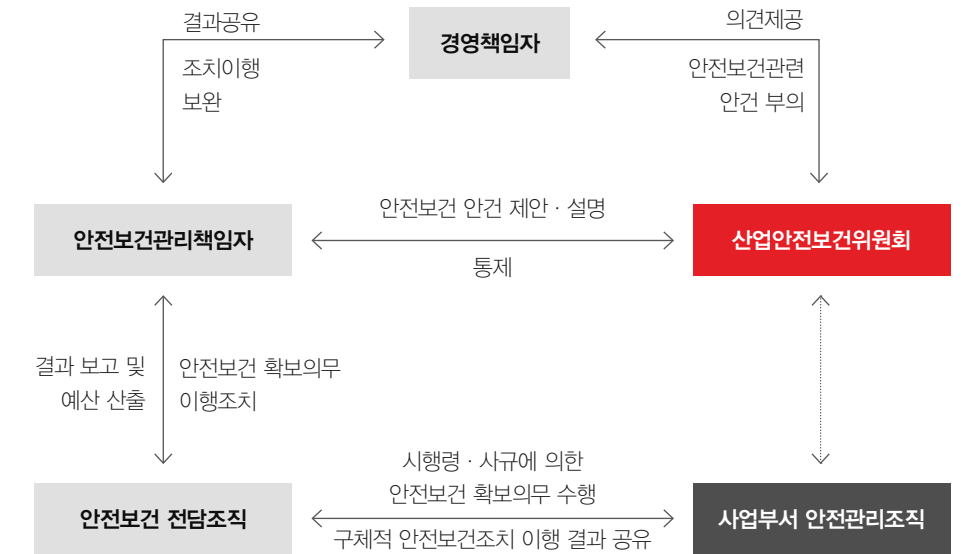 결과공유
의견제공
경영책임자
조치이행
보완
안전보건관련
안건 부의
안전보건 안건 제안 · 설명
안전보건관리책임자
산업안전보건위원회
통제
결과 보고 및
예산 산출
안전보건 확보의무
이행조치
시행령 · 사규에 의한
안전보건 확보의무 수행
안전보건 전담조직
사업부서 안전관리조직
구체적 안전보건조치 이행 결과 공유